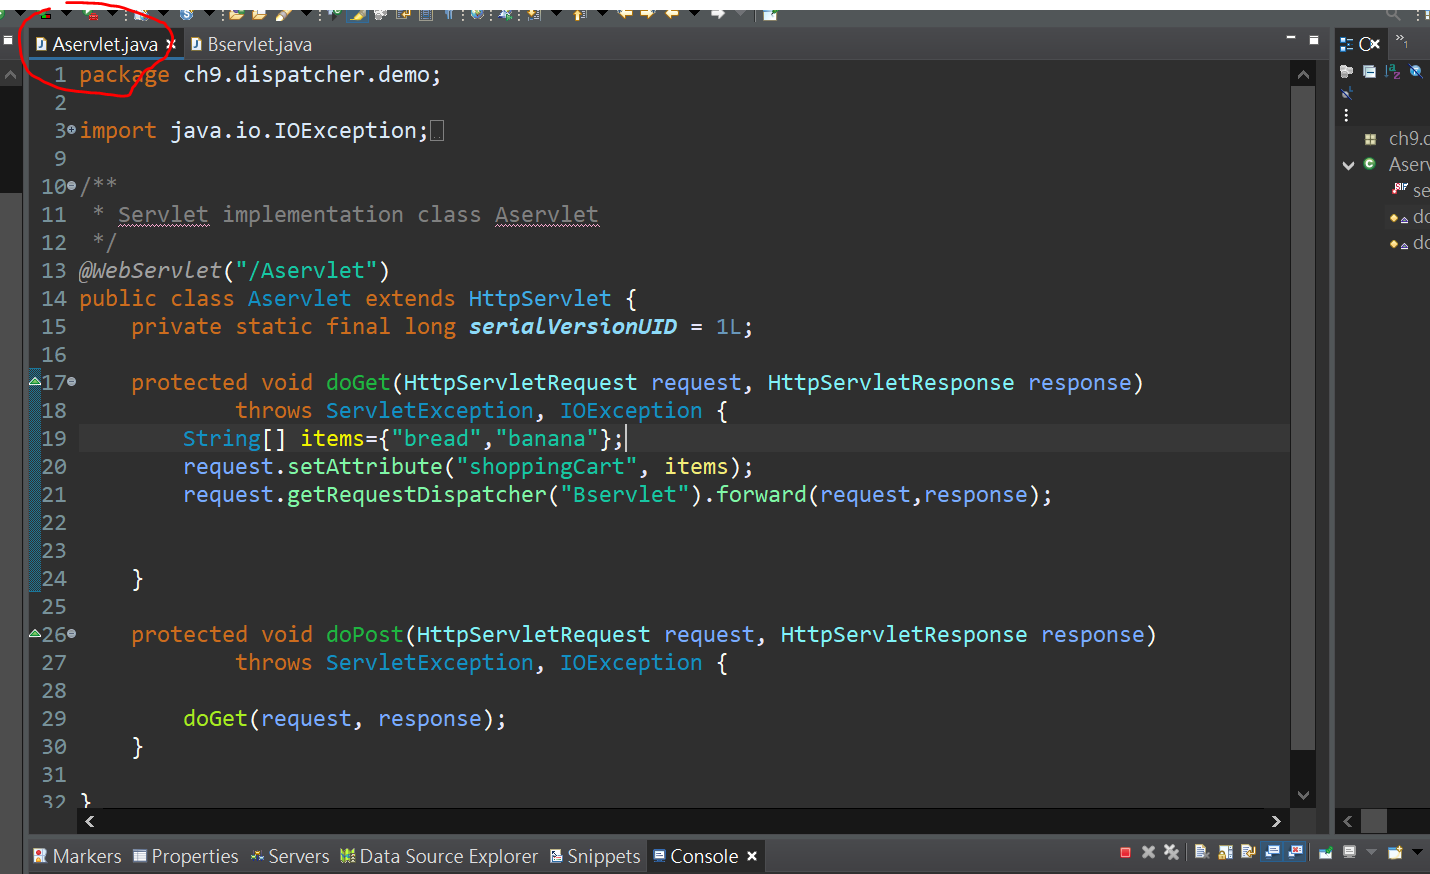 Aservlet.java
Bservlet.java
1 package ch9.dispatcher.demo;
2
3 import java.io.IOException;
9
10 /**
11 * Servlet implementation class Aservlet
12 */
13 @WebServlet("/Aservlet")
14 public class Aservlet extends HttpServlet {
15 private static final long serialVersionUID = 1L;
16
17 protected void doGet(HttpServletRequest request, HttpServletResponse response)
18 throws ServletException, IOException {
19 String[] items={"bread","banana"};
20 request.setAttribute("shoppingCart", items);
21 request.getRequestDispatcher("Bservlet").forward(request,response);
22
23
24 }
25
26 protected void doPost(HttpServletRequest request, HttpServletResponse response)
27 throws ServletException, IOException {
28
29 doGet(request, response);
30 }
31
32 }
ch9.
Aser
se
do
do
Markers Properties Servers Data Source Explorer Snippets Console